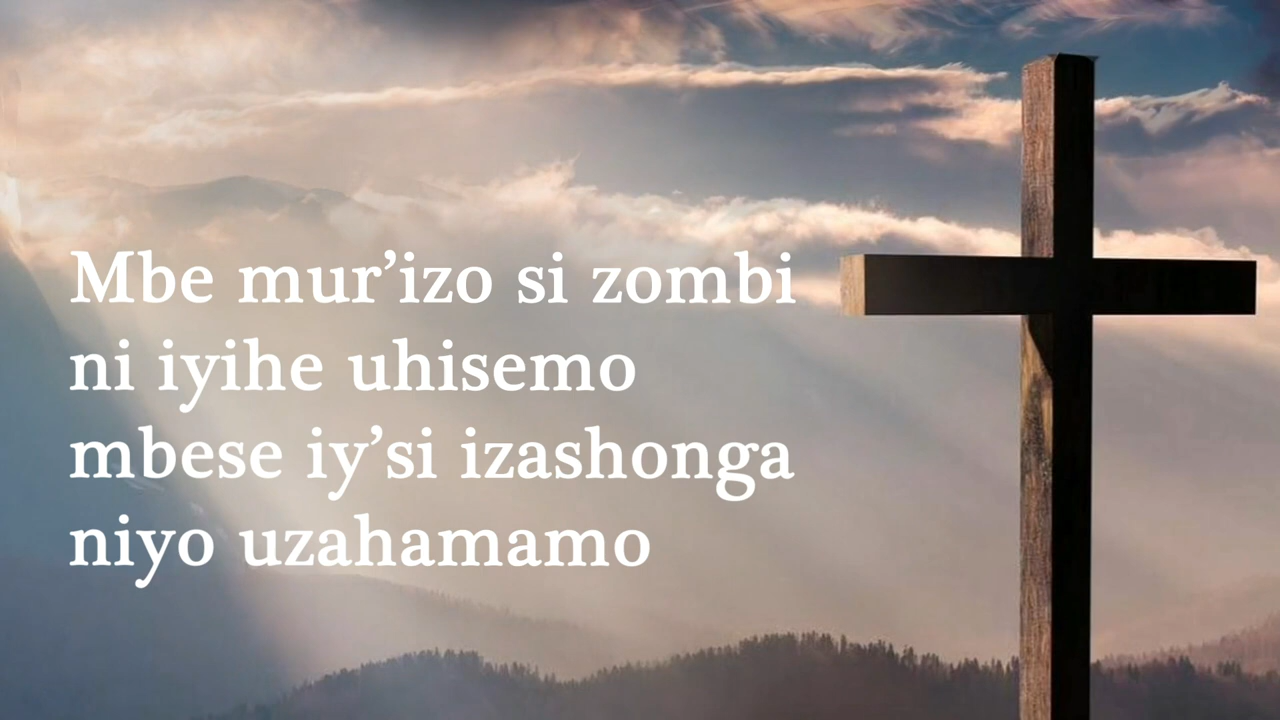 Mbe mur’izo si zombi
ni iyihe uhisemo
mbese iy’si izashonga
niyo uzahamamo